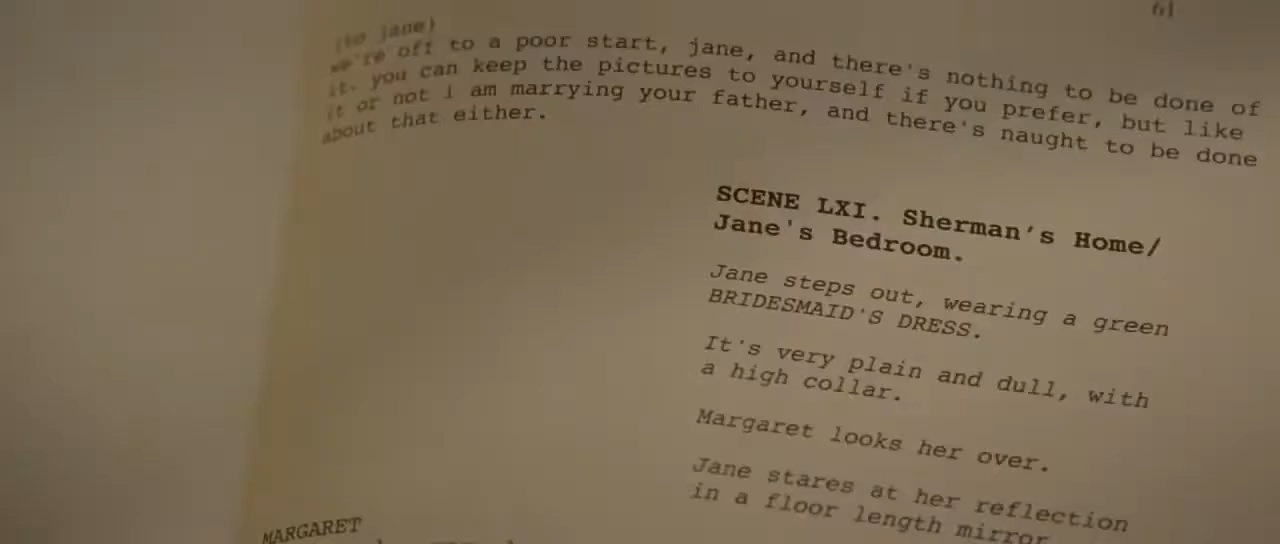 61
(to jane)
we're off to a poor start, jane, and there's nothing to be done of
it. you can keep the pictures to yourself if you prefer, but like
it or not i am marrying your father, and there's naught to be done
about that either.
SCENE LXI. Sherman's Home/
Jane's Bedroom.
Jane steps out, wearing a green
BRIDESMAID'S DRESS.
It's very plain and dull, with
a high collar.
Margaret looks her over.
Jane stares at her reflection
in a floor length mirror
MARGARET